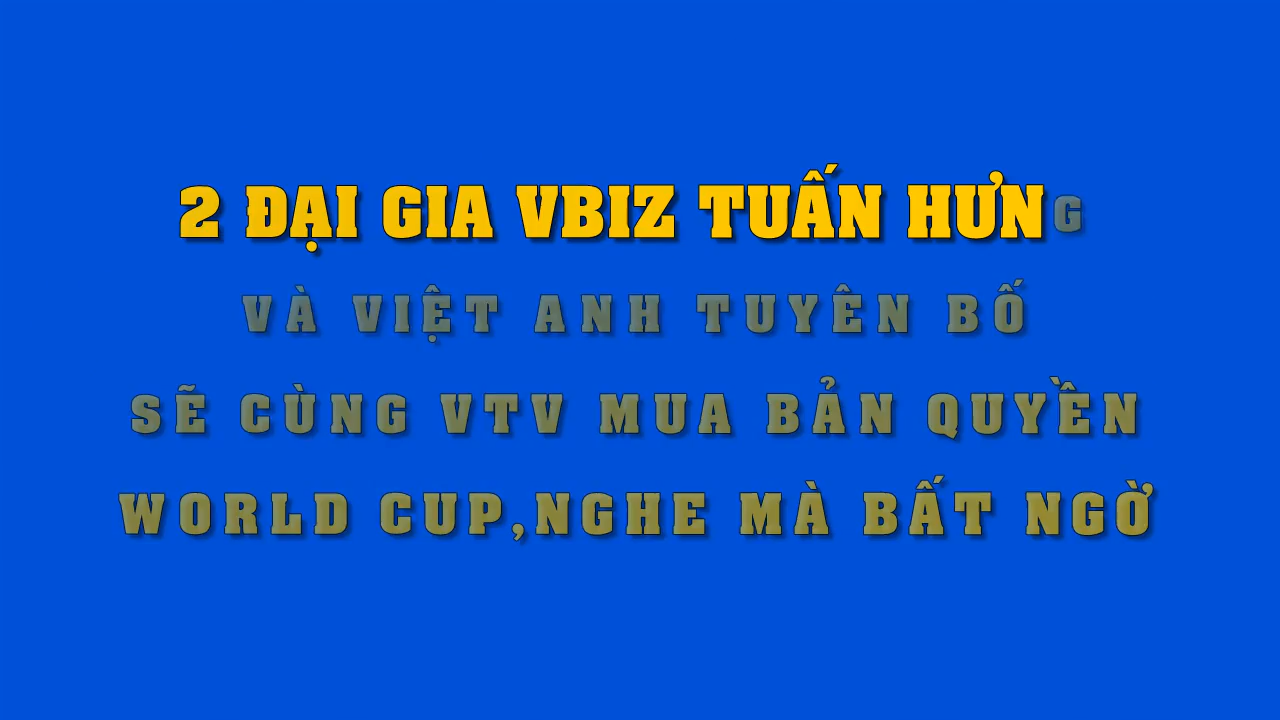 2 ĐẠI GIA VBIZ TUẤN HƯNG
VÀ VIỆT ANH TUYÊN BỐ
SẼ CÙNG VTV MUA BẢN QUYỀN
WORLD CUP,NGHE MÀ BẤT NGỜ